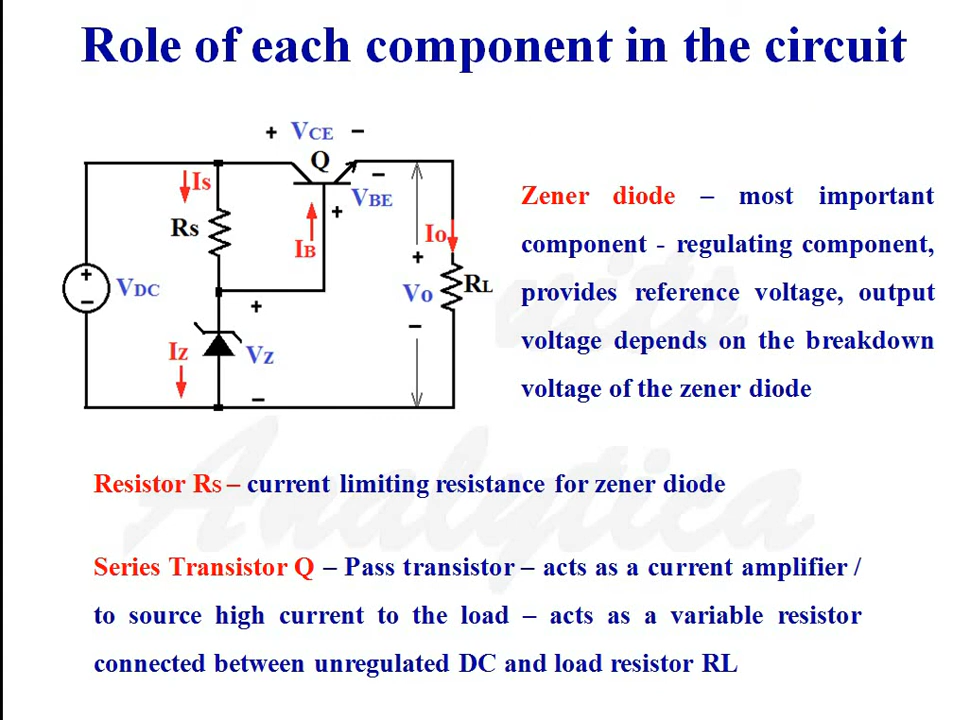 Role of each component in the circuit
+ VCE –
Q
Is
Rs
–
VBE
+
IB
Io
+
VDC
–
+
Vo
–
RL
+
Iz
Vz
–
Zener diode – most important
component - regulating component,
provides reference voltage, output
voltage depends on the breakdown
voltage of the zener diode
Analytica
Resistor Rs – current limiting resistance for zener diode
Series Transistor Q – Pass transistor – acts as a current amplifier /
to source high current to the load – acts as a variable resistor
connected between unregulated DC and load resistor RL